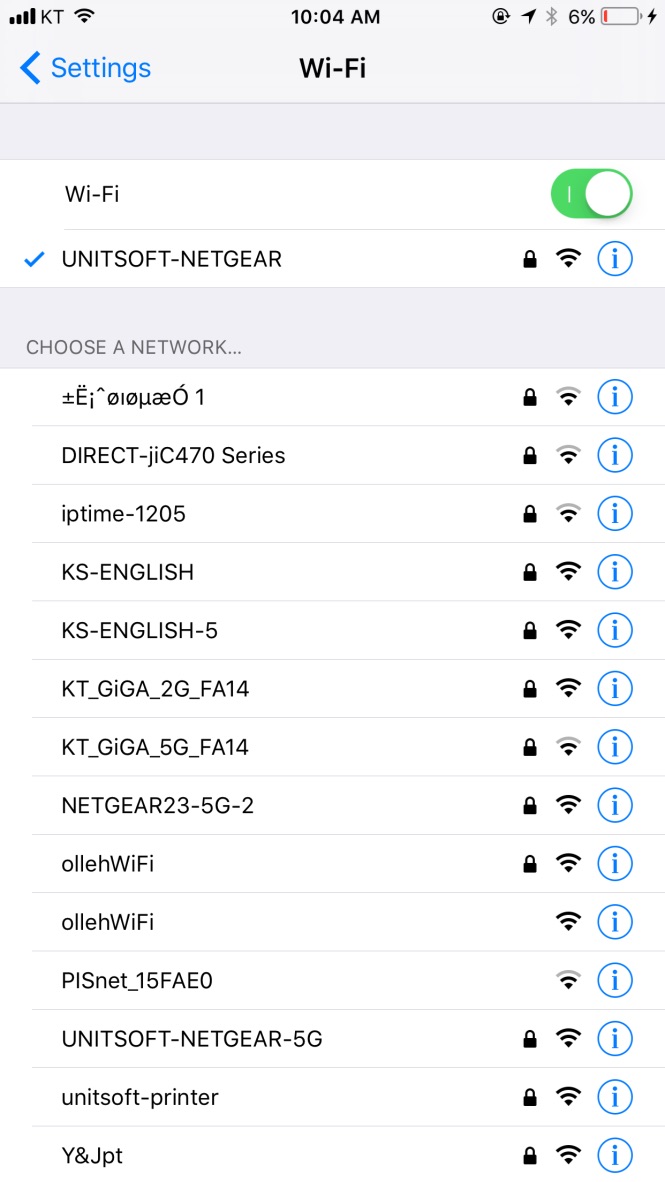 KT 10:04 AM 6%
Settings Wi-Fi
Wi-Fi
UNITSOFT-NETGEAR
CHOOSE A NETWORK...
±Ë¡ˆøıøµæÓ 1
DIRECT-jiC470 Series
iptime-1205
KS-ENGLISH
KS-ENGLISH-5
KT_GiGA_2G_FA14
KT_GiGA_5G_FA14
NETGEAR23-5G-2
ollehWiFi
ollehWiFi
PISnet_15FAE0
UNITSOFT-NETGEAR-5G
unitsoft-printer
Y&Jpt